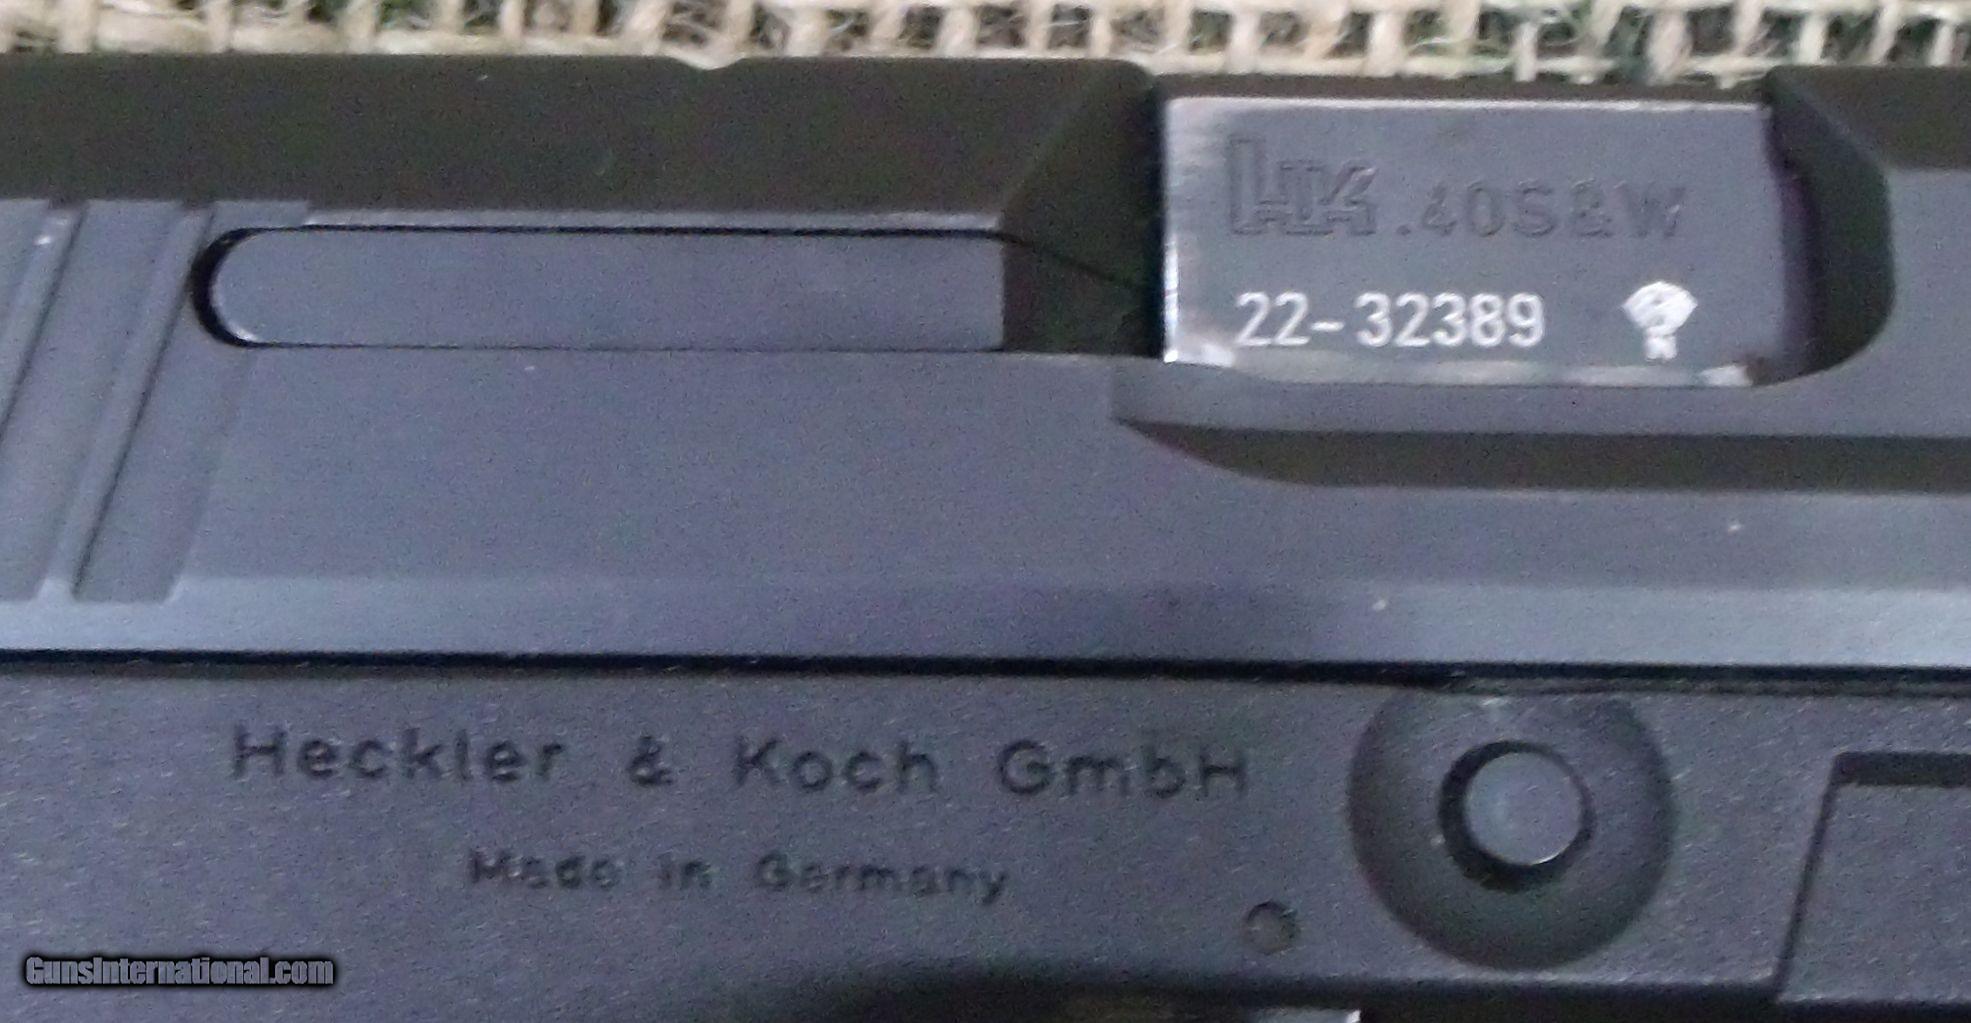 HK .40S&W
22-32389
N
Heckler & Koch GmbH
Made in Germany
GunsInternational.com